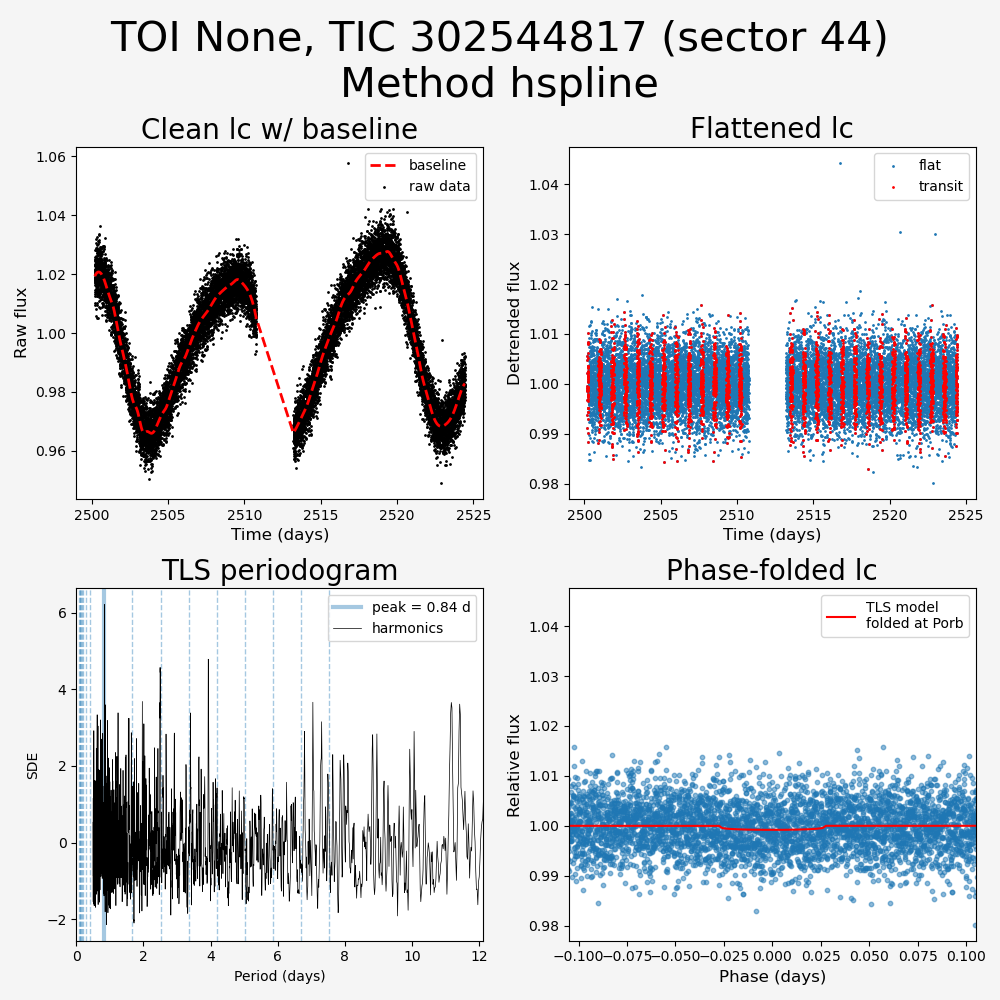 TOI None, TIC 302544817 (sector 44)
Method hspline
Clean lc w/ baseline
Raw flux
1.06
1.04
1.02
1.00
0.98
0.96
baseline
raw data
2500
2505
2510
2515
2520
2525
Time (days)
Flattened lc
Detrended flux
1.04
1.03
1.02
1.01
1.00
0.99
0.98
flat
transit
2500
2505
2510
2515
2520
2525
Time (days)
TLS periodogram
SDE
6
4
2
0
−2
peak = 0.84 d
harmonics
0
2
4
6
8
10
12
Period (days)
Phase-folded lc
Relative flux
1.04
1.03
1.02
1.01
1.00
0.99
0.98
TLS model
folded at Porb
−0.100
−0.075
−0.050
−0.025
0.000
0.025
0.050
0.075
0.100
Phase (days)